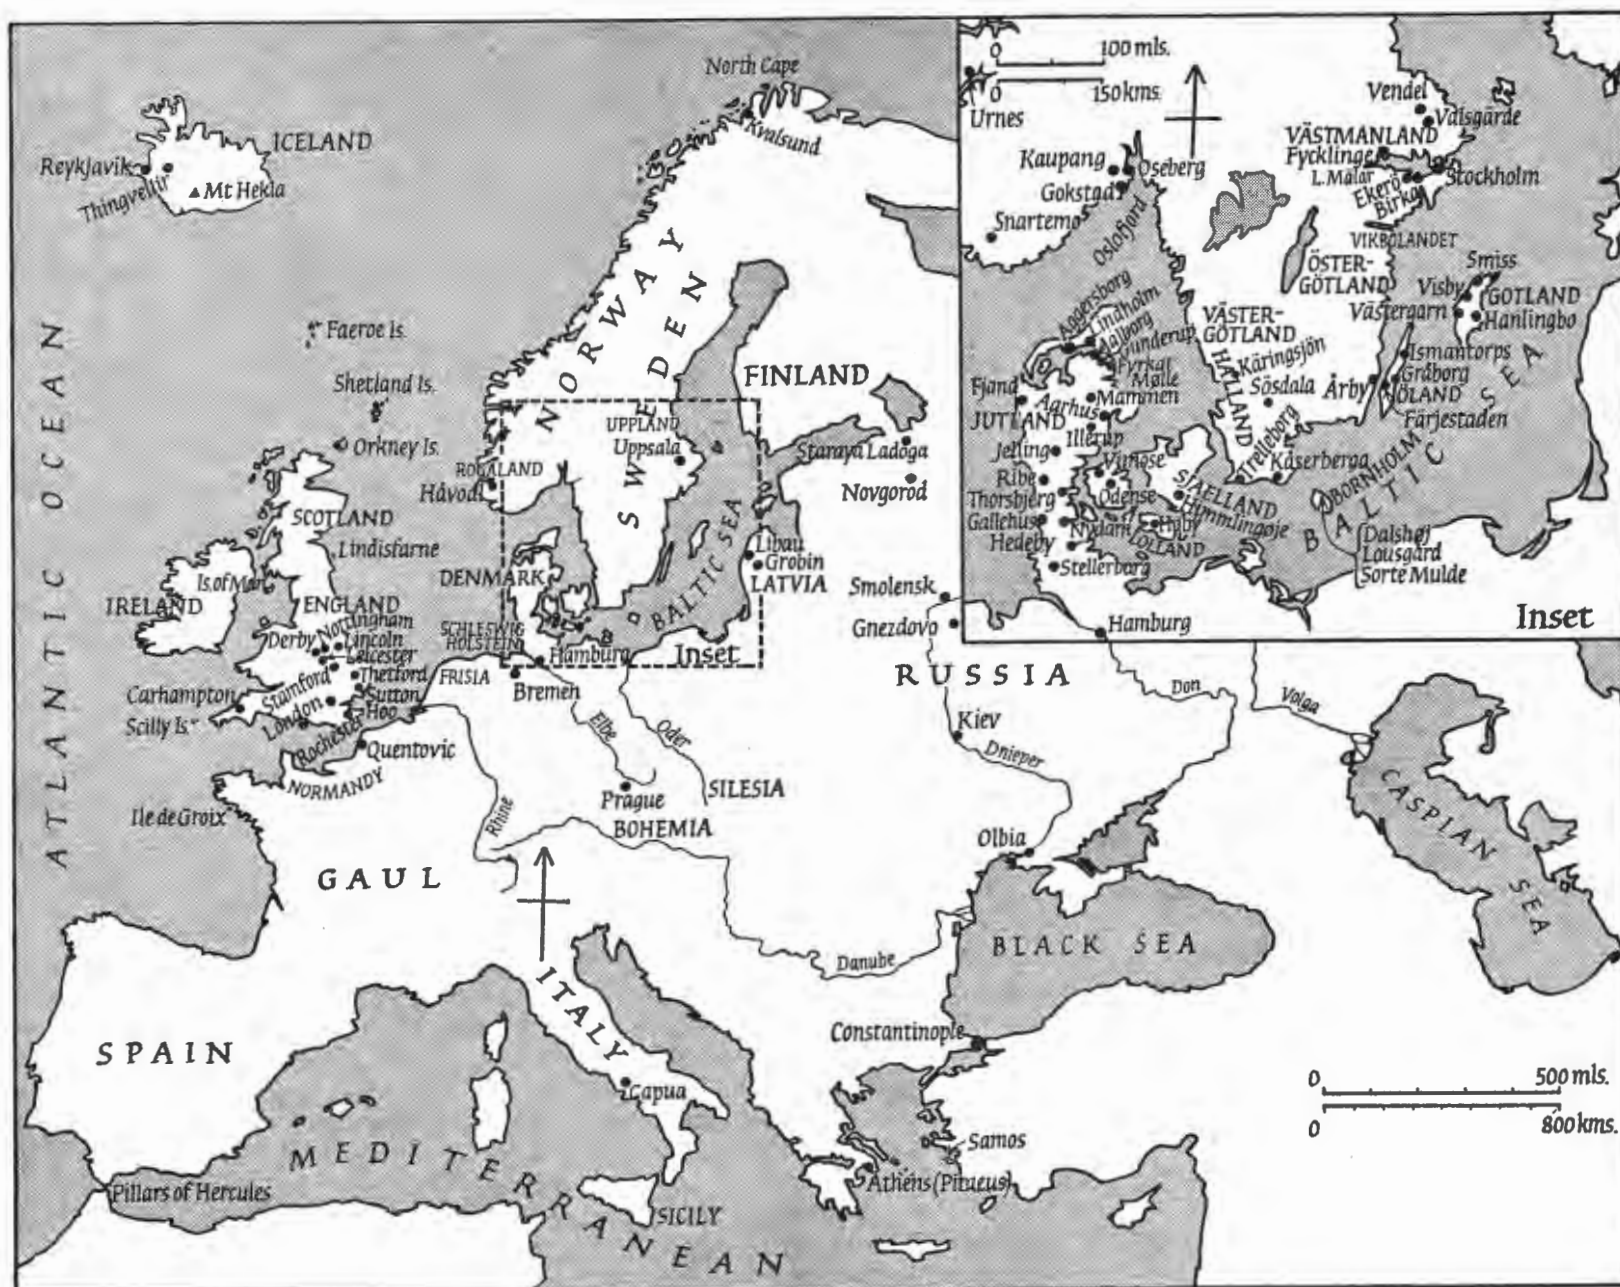 North Cape
Kvalsund
ICELAND
Reykjavik
Thingvellir
Mt Hekla
NORWAY
SWEDEN
FINLAND
Faeroe Is.
Shetland Is.
Orkney Is.
UPPLAND
Uppsala
ROGALAND
Håvodl
Staraya Ladoga
Novgorod
SCOTLAND
Lindisfarne
Is. of Man
IRELAND
ENGLAND
DENMARK
BALTIC SEA
Libau
Grobin
LATVIA
Derby
Nottingham
Lincoln
Leicester
Stamford
Thetford
Sutton
Hoo
London
Rochester
Carhampton
Scilly Is.
SCHLESWIG
HOLSTEIN
Hamburg
Inset
FRISIA
Bremen
Elbe
Oder
Smolensk
Gnezdovo
RUSSIA
Don
Volga
Kiev
Dnieper
Quentovic
NORMANDY
Ile de Groix
Rhine
Prague
SILESIA
BOHEMIA
Olbia
GAUL
ATLANTIC OCEAN
CASPIAN SEA
BLACK SEA
Danube
ITALY
SPAIN
Constantinople
Capua
Samos
Athens (Piraeus)
MEDITERRANEAN
Pillars of Hercules
SICILY
0 500 mls.
0 800 kms.
0 100 mls.
0 150 kms.
Urnes
Vendel
Valsgärde
VÄSTMANLAND
Fycklinge
L. Malar
Ekerö
Birka
Stockholm
Kaupang
Oseberg
Gokstad
Snartemo
Oslofjord
VIKBOLANDET
ÖSTER-
GÖTLAND
Smiss
Visby
GOTLAND
Västergarn
Hanlingbo
Aggersborg
Lindholm
Aalborg
Gunderup
Fyrkat
Mølle
Mammen
VÄSTER-
GÖTLAND
HALLAND
Käringsjön
Sösdala
Ismantorps
Gråborg
ÖLAND
Årby
Färjestaden
Fjand
JUTLAND
Aarhus
Illerup
Jelling
Ribe
Thorsbjerg
Gallehus
Hedeby
Vimose
Odense
Nydam
SJAELLAND
Hymmlingøje
Høby
LOLLAND
Stellerborg
Trelleborg
Kåserberga
BORNHOLM
BALTIC SEA
Dalshøj
Lousgård
Sorte Mulde
Hamburg
Inset